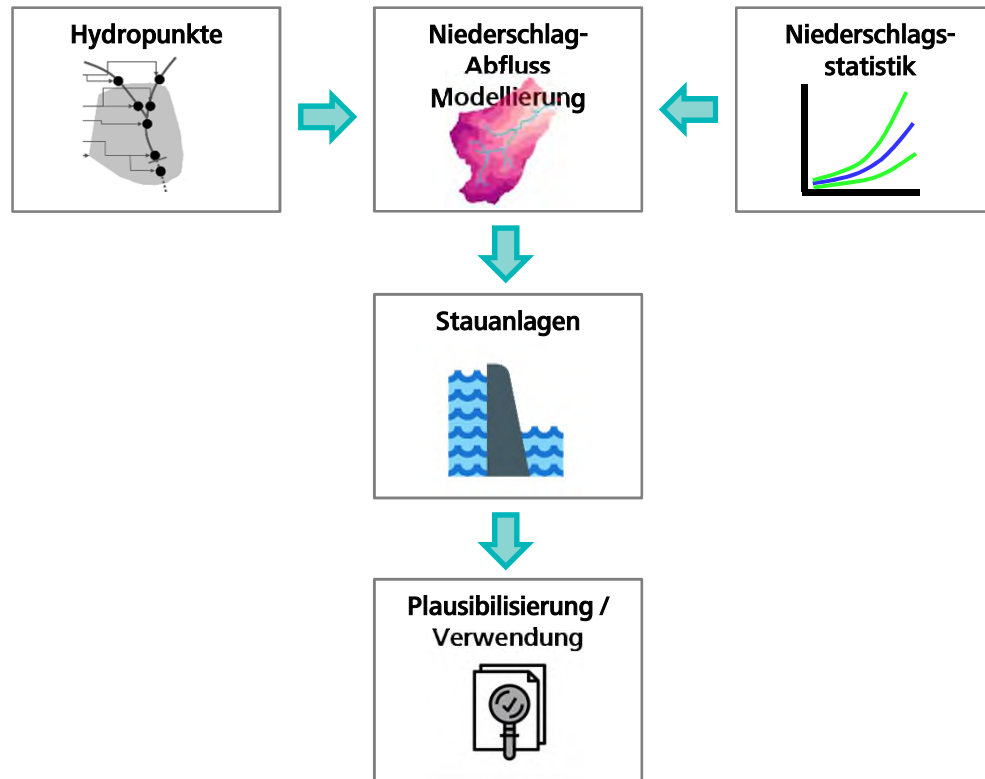 Hydropunkte
Niederschlag-
Abfluss
Modellierung
Niederschlags-
statistik
Stauanlagen
Plausibilisierung /
Verwendung